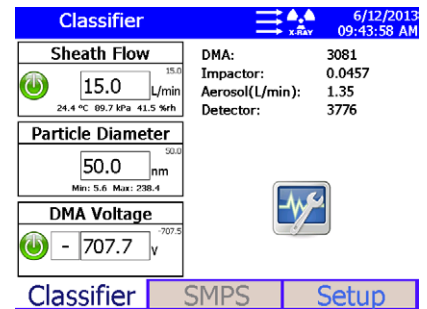 Classifier
X-RAY
6/12/2013
09:43:58 AM
Sheath Flow
15.0
15.0 L/min
24.4 ºC 89.7 kPa 41.5 %rh
Particle Diameter
50.0
50.0 nm
Min: 5.6 Max: 238.4
DMA Voltage
-707.5
- 707.7 V
DMA: 3081
Impactor: 0.0457
Aerosol(L/min): 1.35
Detector: 3776
Classifier SMPS Setup